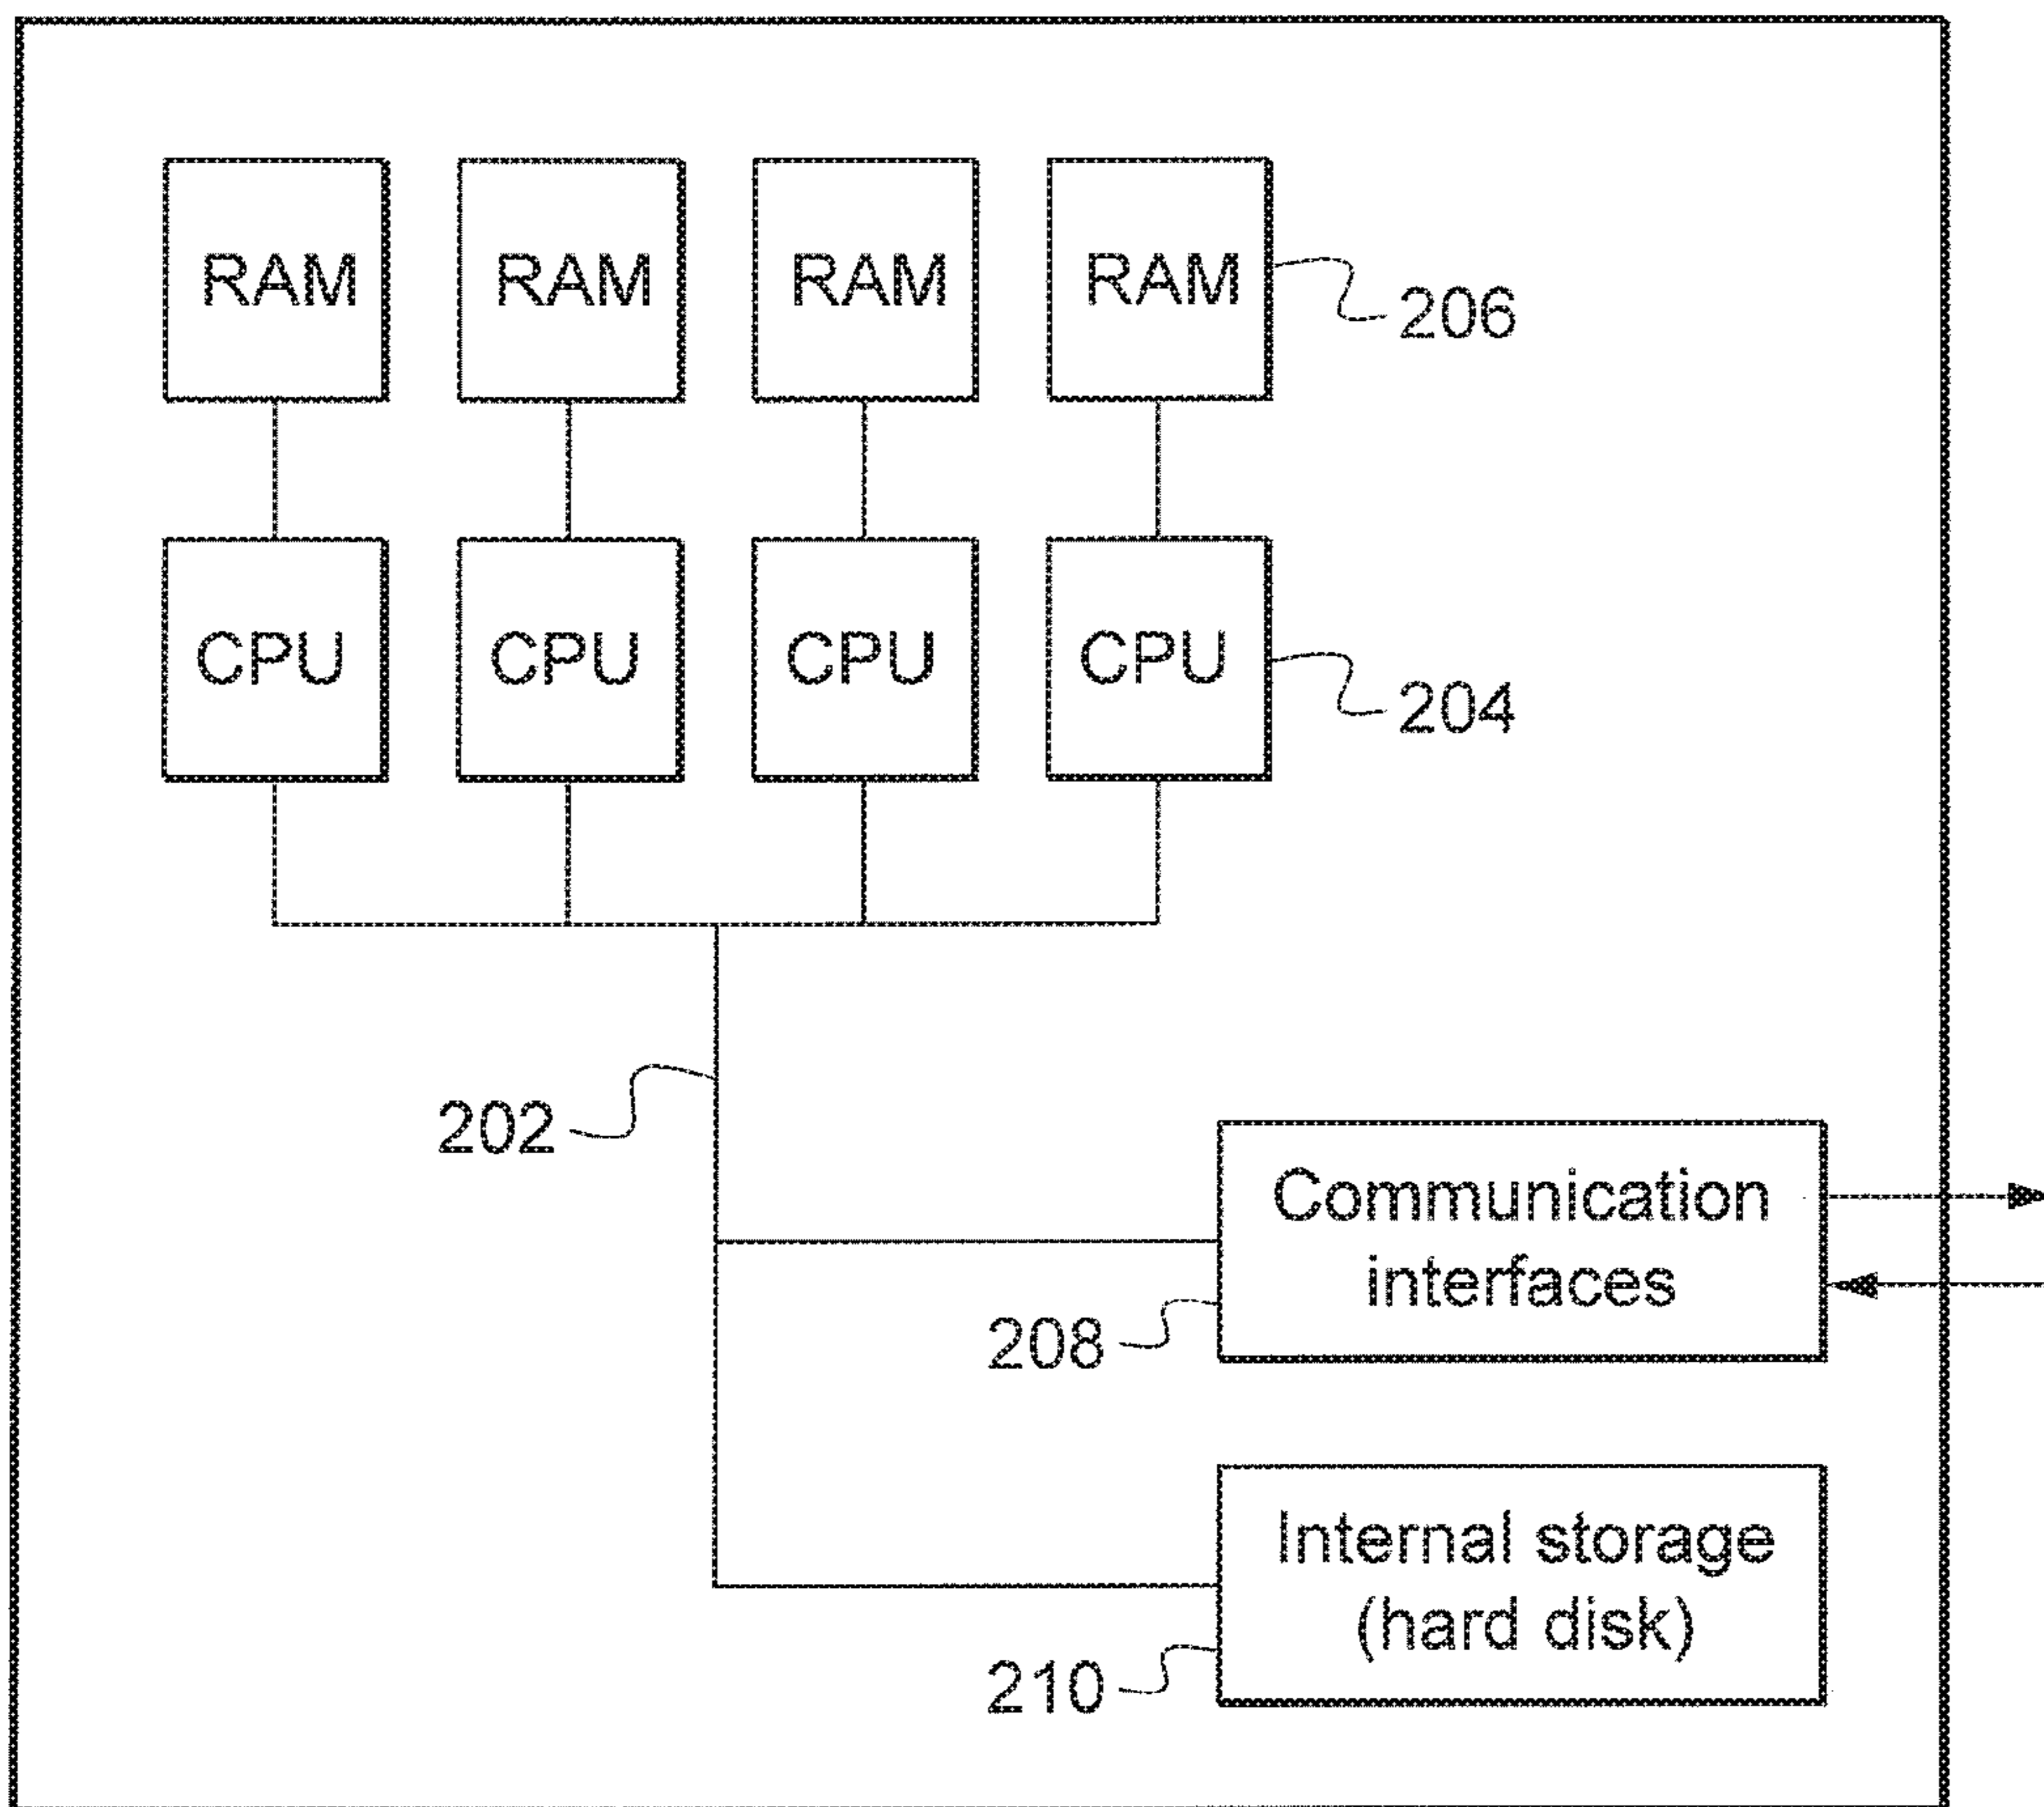 RAM RAM RAM RAM
206
CPU CPU CPU CPU
204
202
Communication
interfaces
208
Internal storage
(hard disk)
210